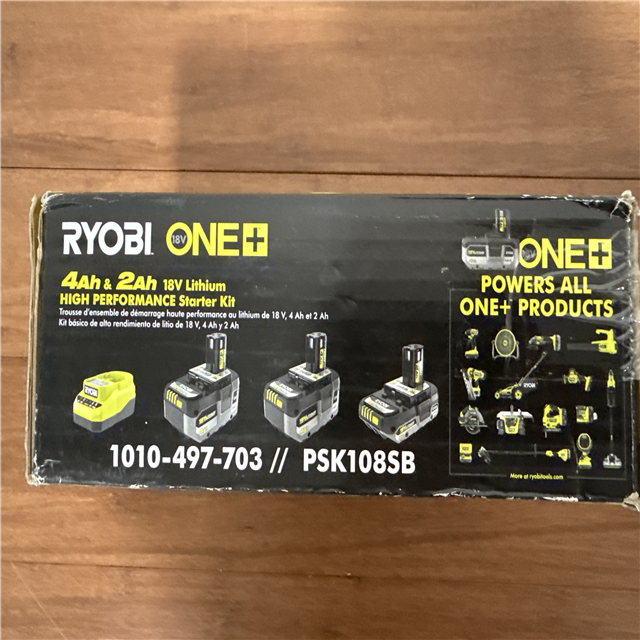 RYOBI 18V ONE+
4Ah & 2Ah 18V Lithium
HIGH PERFORMANCE Starter Kit
Trousse d'ensemble de démarrage haute performance au lithium de 18 V, 4 Ah et 2 Ah
Kit básico de alto rendimiento de litio de 18 V, 4 Ah y 2 Ah
1010-497-703 // PSK108SB
ONE+
POWERS ALL
ONE+ PRODUCTS
RYOBI
More at ryobitools.com